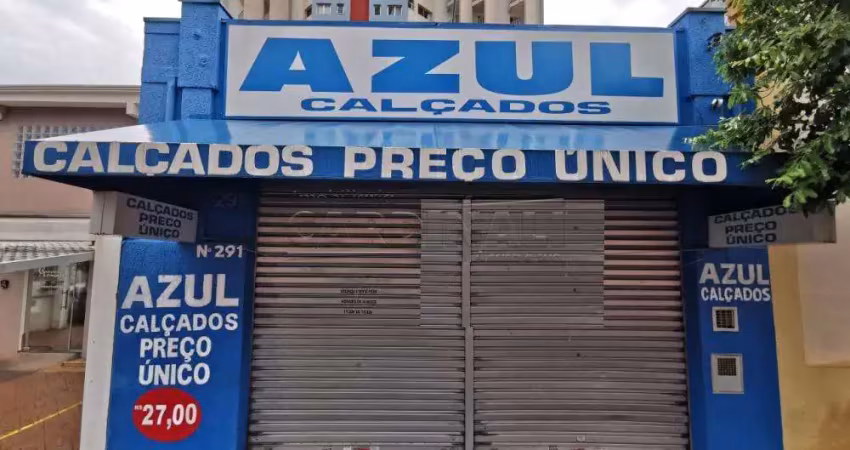 AZUL
CALÇADOS
CALÇADOS PREÇO ÚNICO
CALÇADOS
PREÇO
ÚNICO
CALÇADOS
PREÇO
ÚNICO
Nº 291
AZUL
CALÇADOS
PREÇO
ÚNICO
R$ 27,00
AZUL
CALÇADOS